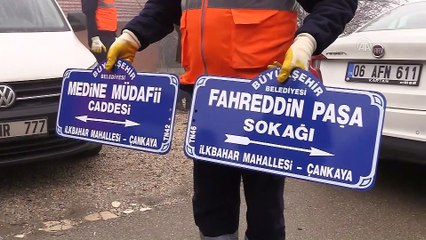 BÜYÜKŞEHİR
BELEDİYESİ
MEDİNE MÜDAFİİ
CADDESİ
İLKBAHAR MAHALLESİ - ÇANKAYA
BÜYÜKŞEHİR
BELEDİYESİ
FAHREDDİN PAŞA
SOKAĞI
İLKBAHAR MAHALLESİ - ÇANKAYA
06 AFN 611
777